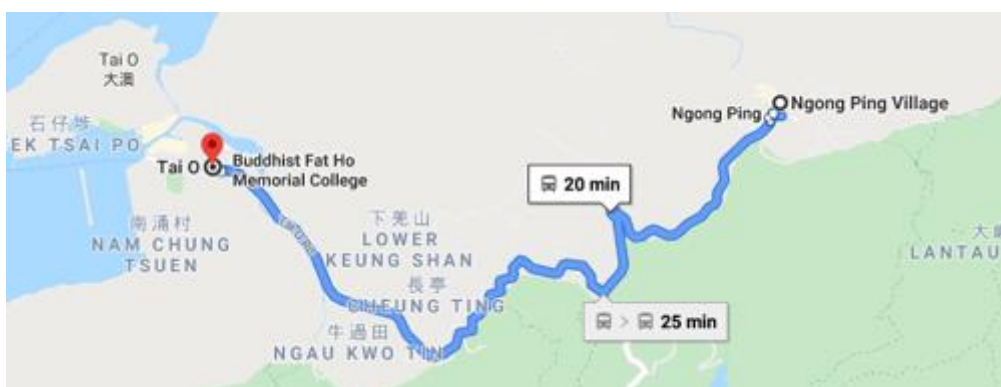 Tai O
大澳
石仔埗
EK TSAI PO
Tai O
Buddhist Fat Ho
Memorial College
南涌村
NAM CHUNG
TSUEN
下羗山
LOWER
KEUNG SHAN
長亭
CHEUNG TING
牛過田
NGAU KWO TIN
20 min
25 min
Ngong Ping
Ngong Ping Village
LANTAU